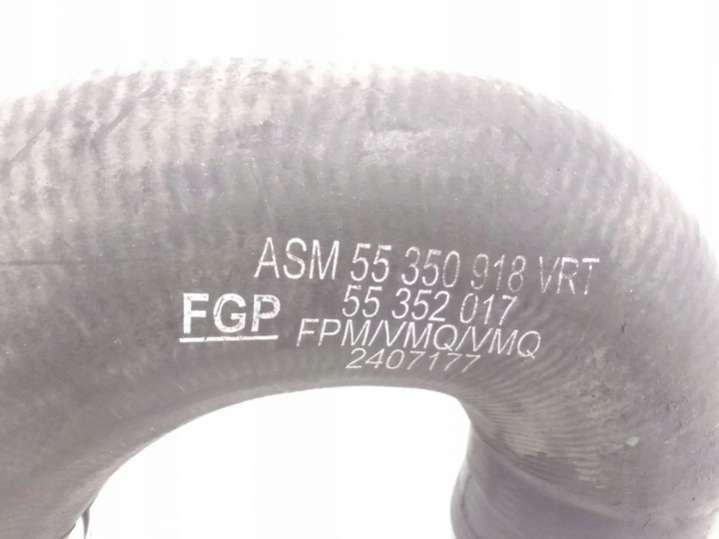 ASM 55 350 918 VRT
55 352 017
FGP FPM/VMQ/VMQ
2407177